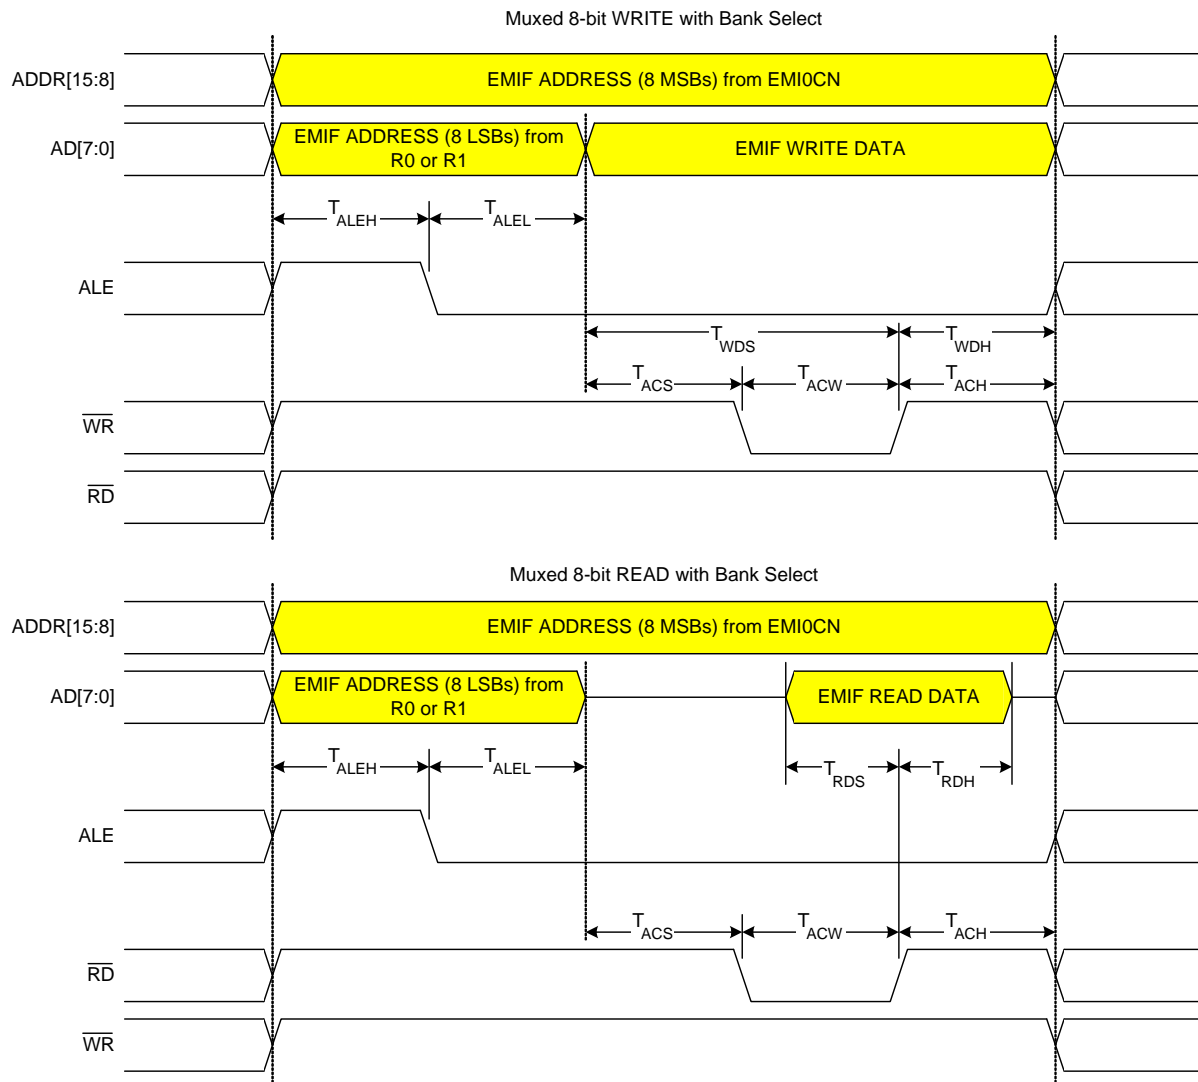 Muxed 8-bit WRITE with Bank Select
ADDR[15:8]
EMIF ADDRESS (8 MSBs) from EMI0CN
AD[7:0]
EMIF ADDRESS (8 LSBs) from
R0 or R1
EMIF WRITE DATA
TALEH
TALEL
ALE
TWDS
TWDH
TACS
TACW
TACH
WR
RD
Muxed 8-bit READ with Bank Select
ADDR[15:8]
EMIF ADDRESS (8 MSBs) from EMI0CN
AD[7:0]
EMIF ADDRESS (8 LSBs) from
R0 or R1
EMIF READ DATA
TALEH
TALEL
TRDS
TRDH
ALE
TACS
TACW
TACH
RD
WR